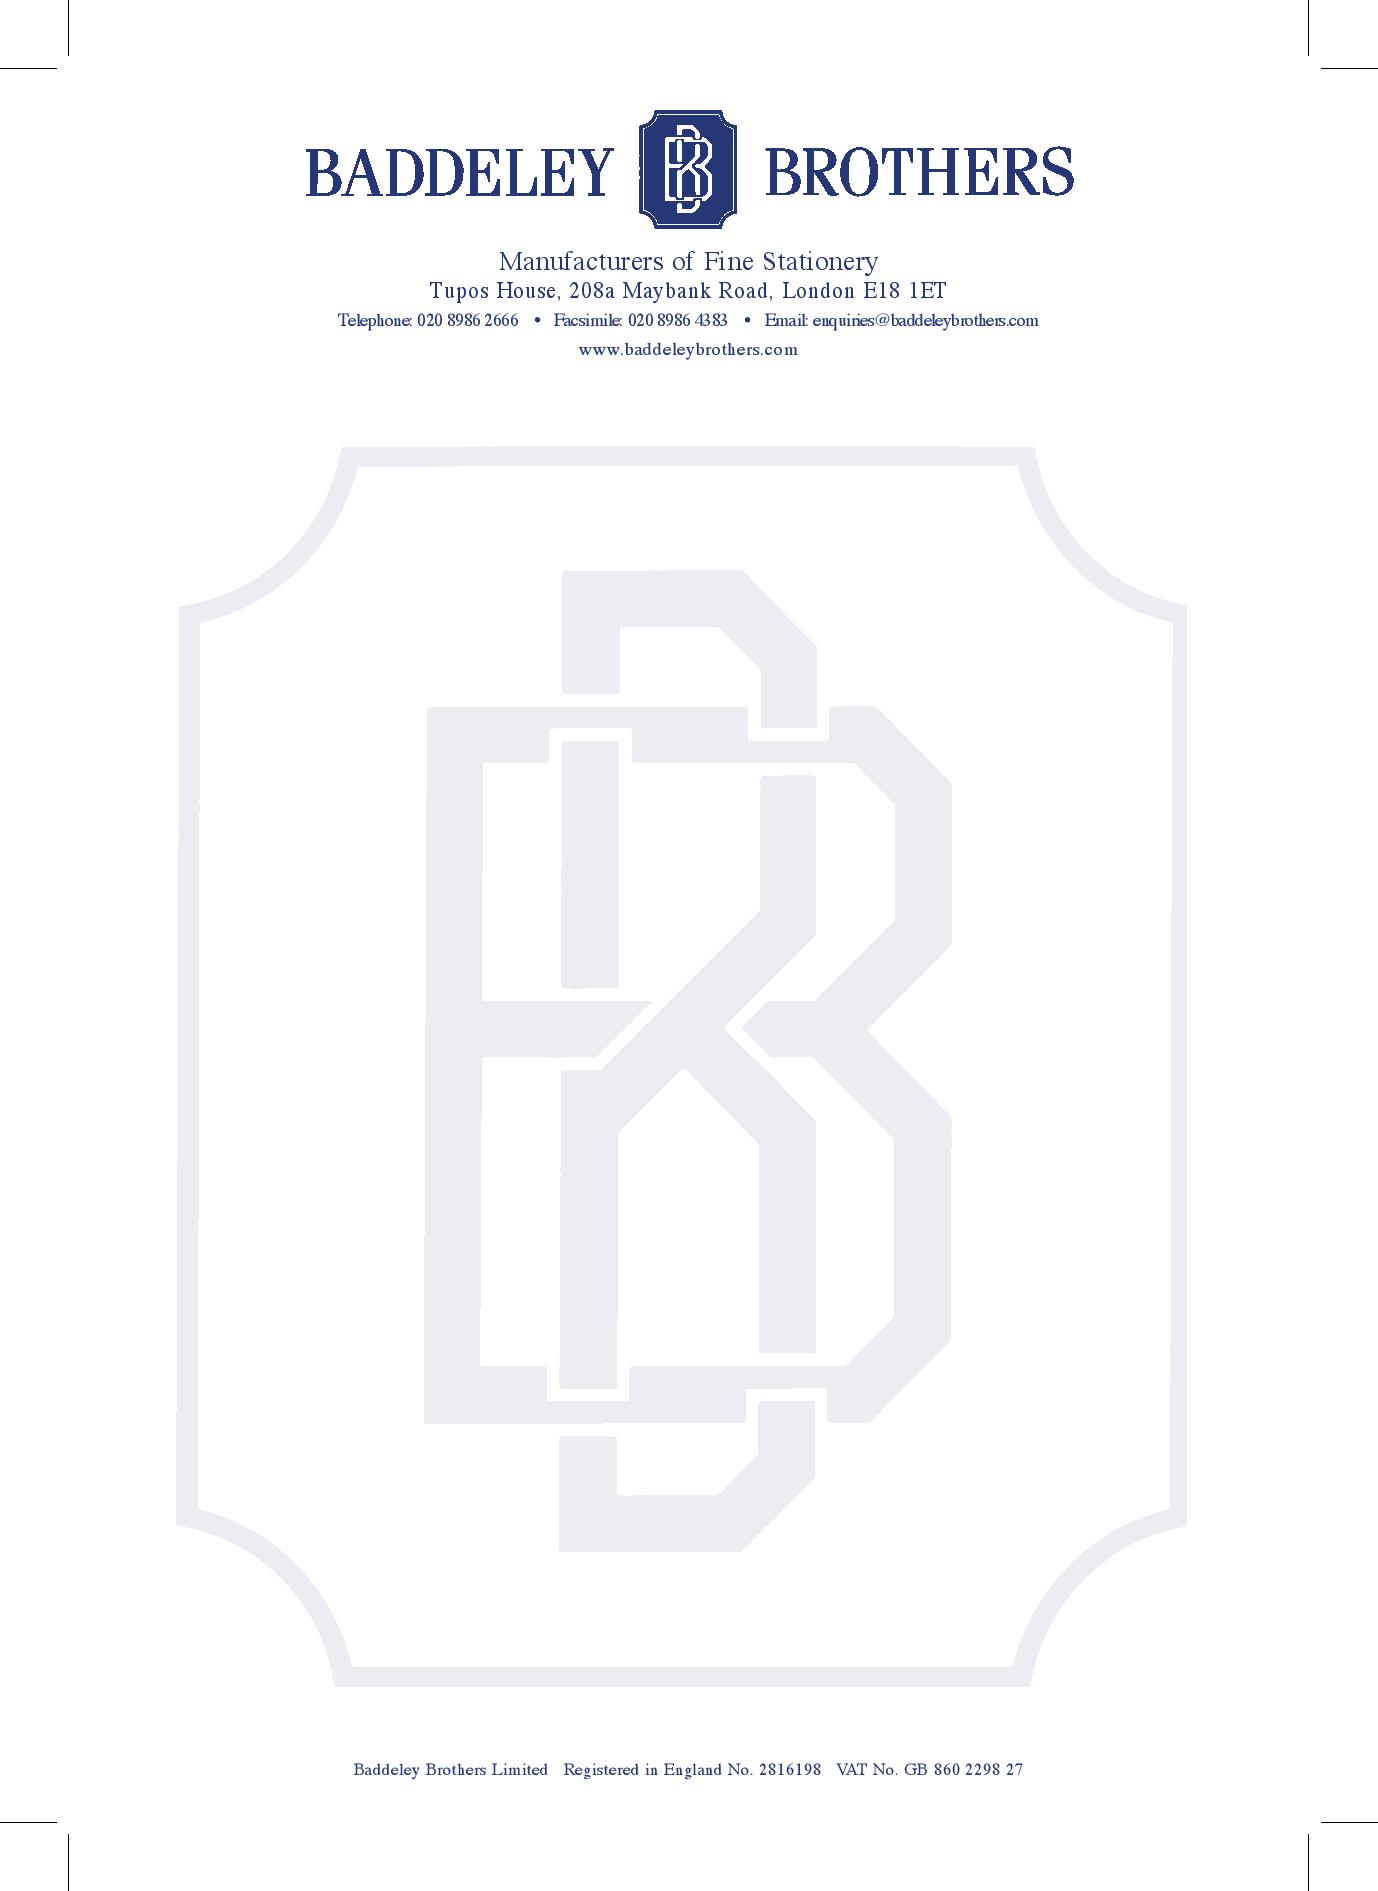 BADDELEY BB BROTHERS
Manufacturers of Fine Stationery
Tupos House, 208a Maybank Road, London E18 1ET
Telephone: 020 8986 2666 • Facsimile: 020 8986 4383 • Email: enquiries@baddeleybrothers.com
www.baddeleybrothers.com
BB
Baddeley Brothers Limited Registered in England No. 2816198 VAT No. GB 860 2298 27